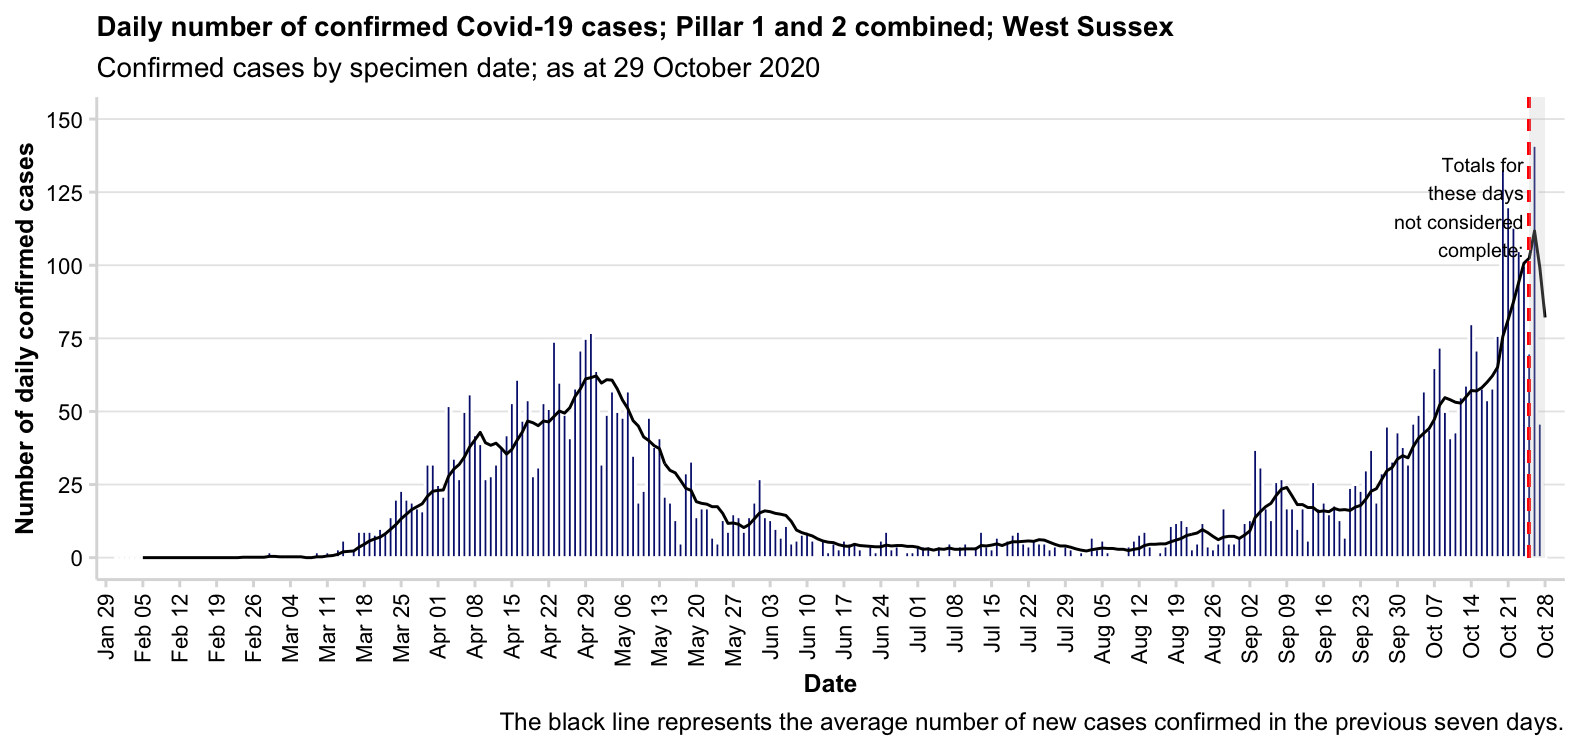 Daily number of confirmed Covid-19 cases; Pillar 1 and 2 combined; West Sussex
Confirmed cases by specimen date; as at 29 October 2020
Number of daily confirmed cases
150
125
100
75
50
25
0
Totals for
these days
not considered
complete.
Jan 29
Feb 05
Feb 12
Feb 19
Feb 26
Mar 04
Mar 11
Mar 18
Mar 25
Apr 01
Apr 08
Apr 15
Apr 22
Apr 29
May 06
May 13
May 20
May 27
Jun 03
Jun 10
Jun 17
Jun 24
Jul 01
Jul 08
Jul 15
Jul 22
Jul 29
Aug 05
Aug 12
Aug 19
Aug 26
Sep 02
Sep 09
Sep 16
Sep 23
Sep 30
Oct 07
Oct 14
Oct 21
Oct 28
Date
The black line represents the average number of new cases confirmed in the previous seven days.